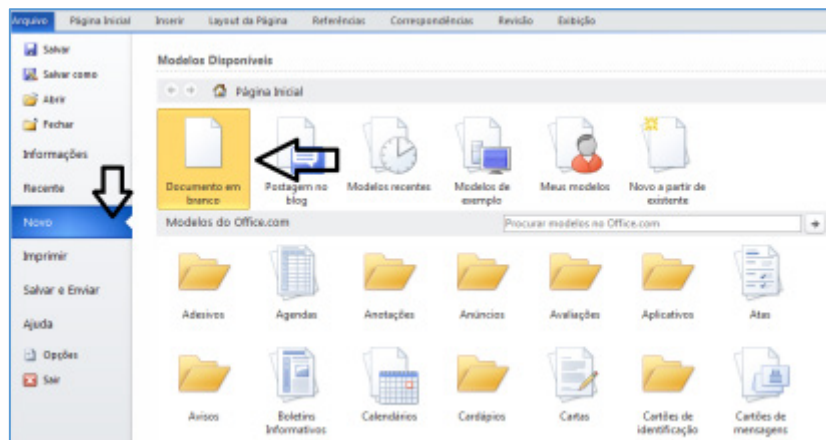 Arquivo Página Inicial Inserir Layout da Página Referências Correspondências Revisão Exibição
Salvar
Salvar como
Abrir
Fechar
Informações
Recente
Novo
Imprimir
Salvar e Enviar
Ajuda
Opções
Sair
Modelos Disponíveis
Página Inicial
Documento em branco
Postagem no blog
Modelos recentes
Modelos de exemplo
Meus modelos
Novo a partir de existente
Modelos do Office.com
Procurar modelos no Office.com
Adesivos
Agendas
Anotações
Anúncios
Avaliações
Aplicativos
Atas
Avisos
Boletins Informativos
Calendários
Cardápios
Cartas
Cartões de identificação
Cartões de mensagens